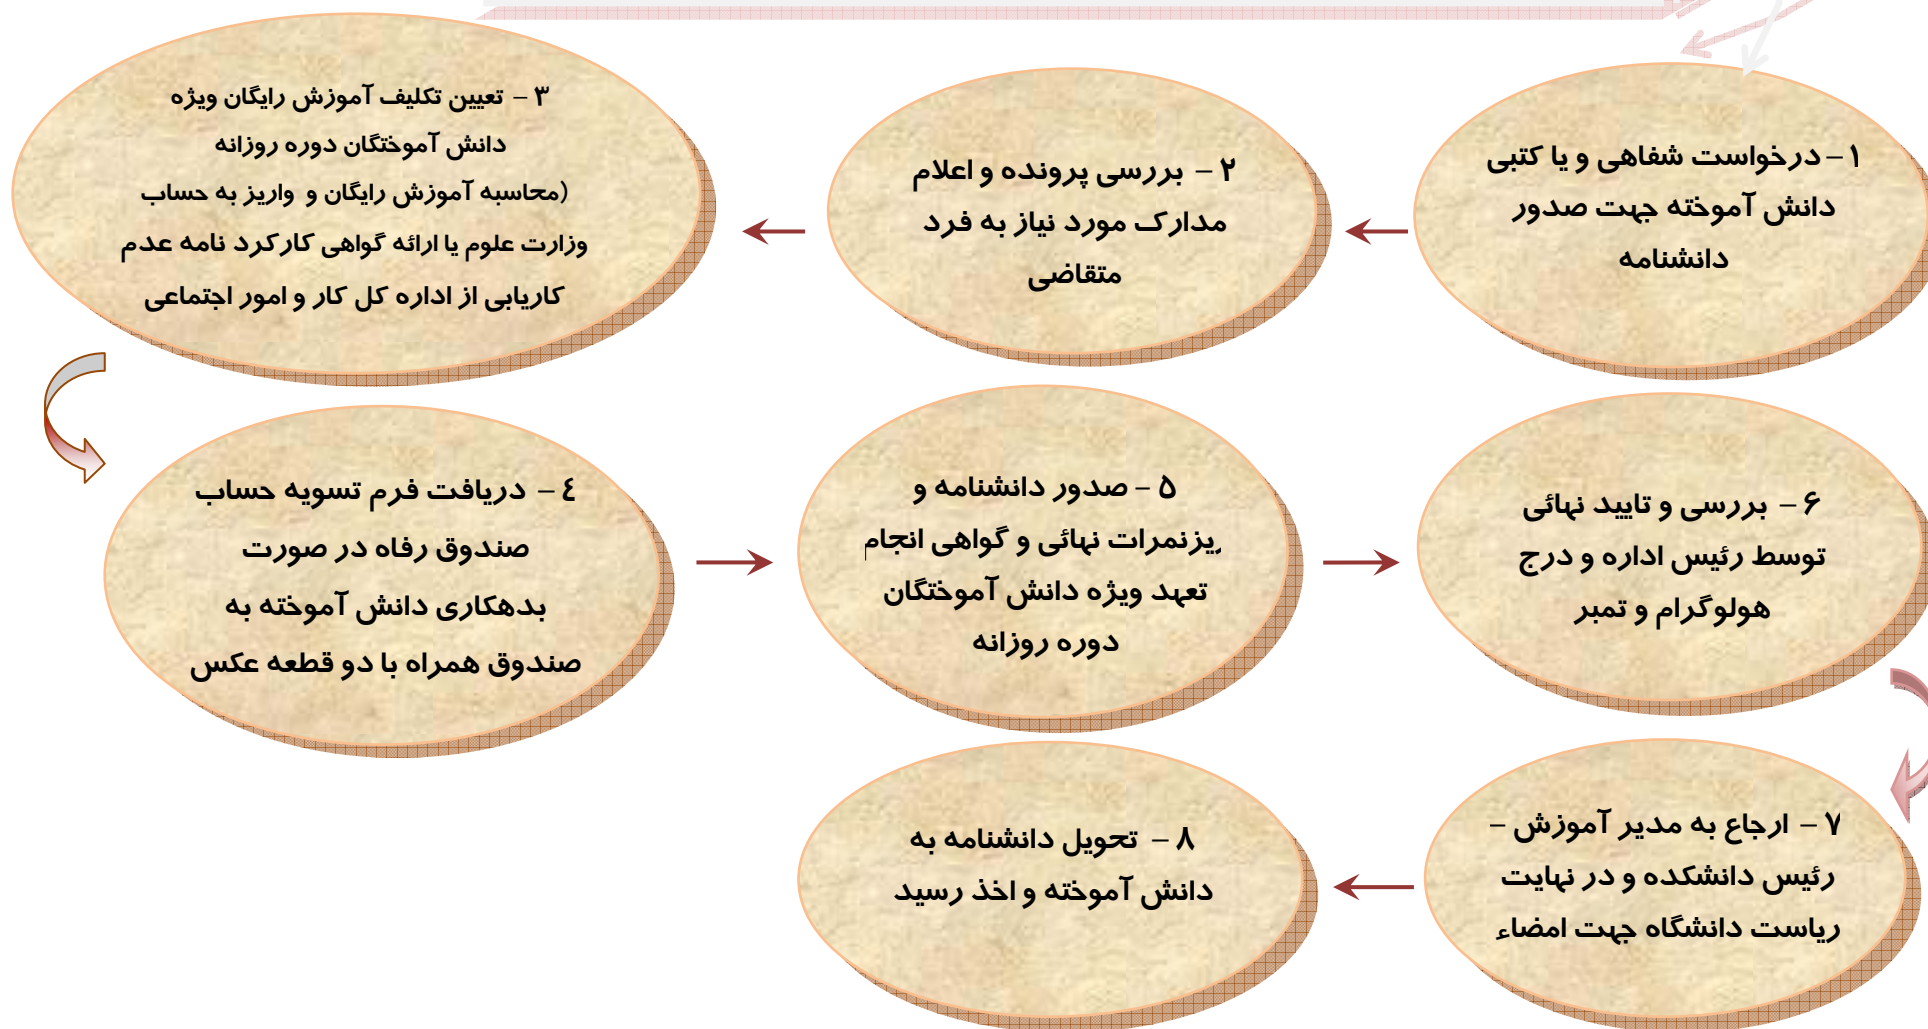 ۱– درخواست شفاهی و یا کتبی
دانش آموخته جهت صدور
دانشنامه
۲ – بررسی پرونده و اعلام
مدارک مورد نیاز به فرد
متقاضی
۳ – تعیین تکلیف آموزش رایگان ویژه
دانش آموختگان دوره روزانه
(محاسبه آموزش رایگان و واریز به حساب
وزارت علوم یا ارائه گواهی کارکرد نامه عدم
کاریابی از اداره کل کار و امور اجتماعی
٤ – دریافت فرم تسویه حساب
صندوق رفاه در صورت
بدهکاری دانش آموخته به
صندوق همراه با دو قطعه عکس
۵ – صدور دانشنامه و
ریزنمرات نهائی و گواهی انجام
تعهد ویژه دانش آموختگان
دوره روزانه
۶ – بررسی و تایید نهائی
توسط رئیس اداره و درج
هولوگرام و تمبر
۷ – ارجاع به مدیر آموزش –
رئیس دانشکده و در نهایت
ریاست دانشگاه جهت امضاء
۸ – تحویل دانشنامه به
دانش آموخته و اخذ رسید